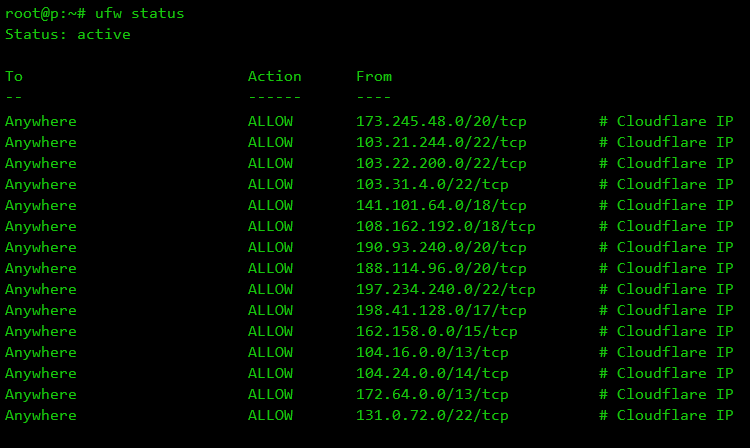 root@p:~# ufw status
Status: active
To Action From
-- ------ ----
Anywhere ALLOW 173.245.48.0/20/tcp # Cloudflare IP
Anywhere ALLOW 103.21.244.0/22/tcp # Cloudflare IP
Anywhere ALLOW 103.22.200.0/22/tcp # Cloudflare IP
Anywhere ALLOW 103.31.4.0/22/tcp # Cloudflare IP
Anywhere ALLOW 141.101.64.0/18/tcp # Cloudflare IP
Anywhere ALLOW 108.162.192.0/18/tcp # Cloudflare IP
Anywhere ALLOW 190.93.240.0/20/tcp # Cloudflare IP
Anywhere ALLOW 188.114.96.0/20/tcp # Cloudflare IP
Anywhere ALLOW 197.234.240.0/22/tcp # Cloudflare IP
Anywhere ALLOW 198.41.128.0/17/tcp # Cloudflare IP
Anywhere ALLOW 162.158.0.0/15/tcp # Cloudflare IP
Anywhere ALLOW 104.16.0.0/13/tcp # Cloudflare IP
Anywhere ALLOW 104.24.0.0/14/tcp # Cloudflare IP
Anywhere ALLOW 172.64.0.0/13/tcp # Cloudflare IP
Anywhere ALLOW 131.0.72.0/22/tcp # Cloudflare IP